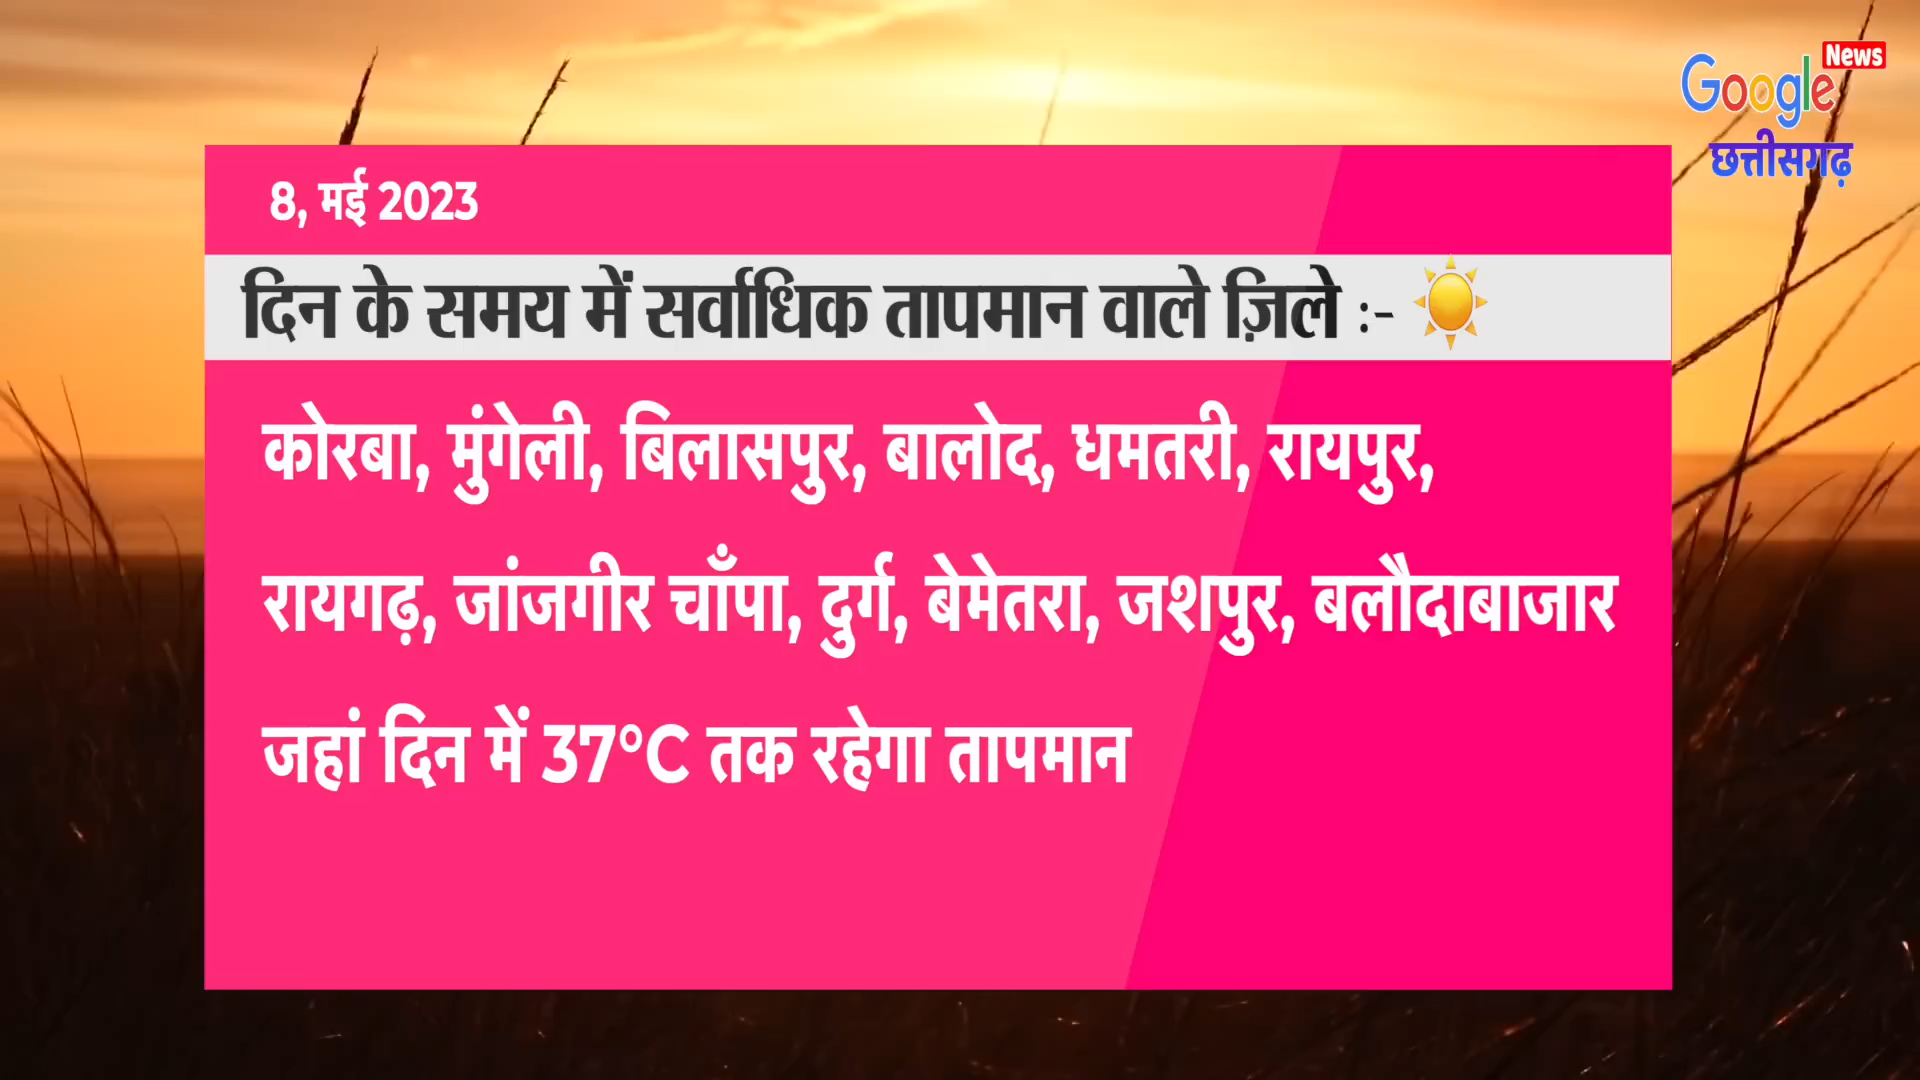 Google News
छत्तीसगढ़
8, मई 2023
दिन के समय में सर्वाधिक तापमान वाले ज़िले :-
कोरबा, मुंगेली, बिलासपुर, बालोद, धमतरी, रायपुर,
रायगढ़, जांजगीर चाँपा, दुर्ग, बेमेतरा, जशपुर, बलौदाबाजार
जहां दिन में 37°C तक रहेगा तापमान